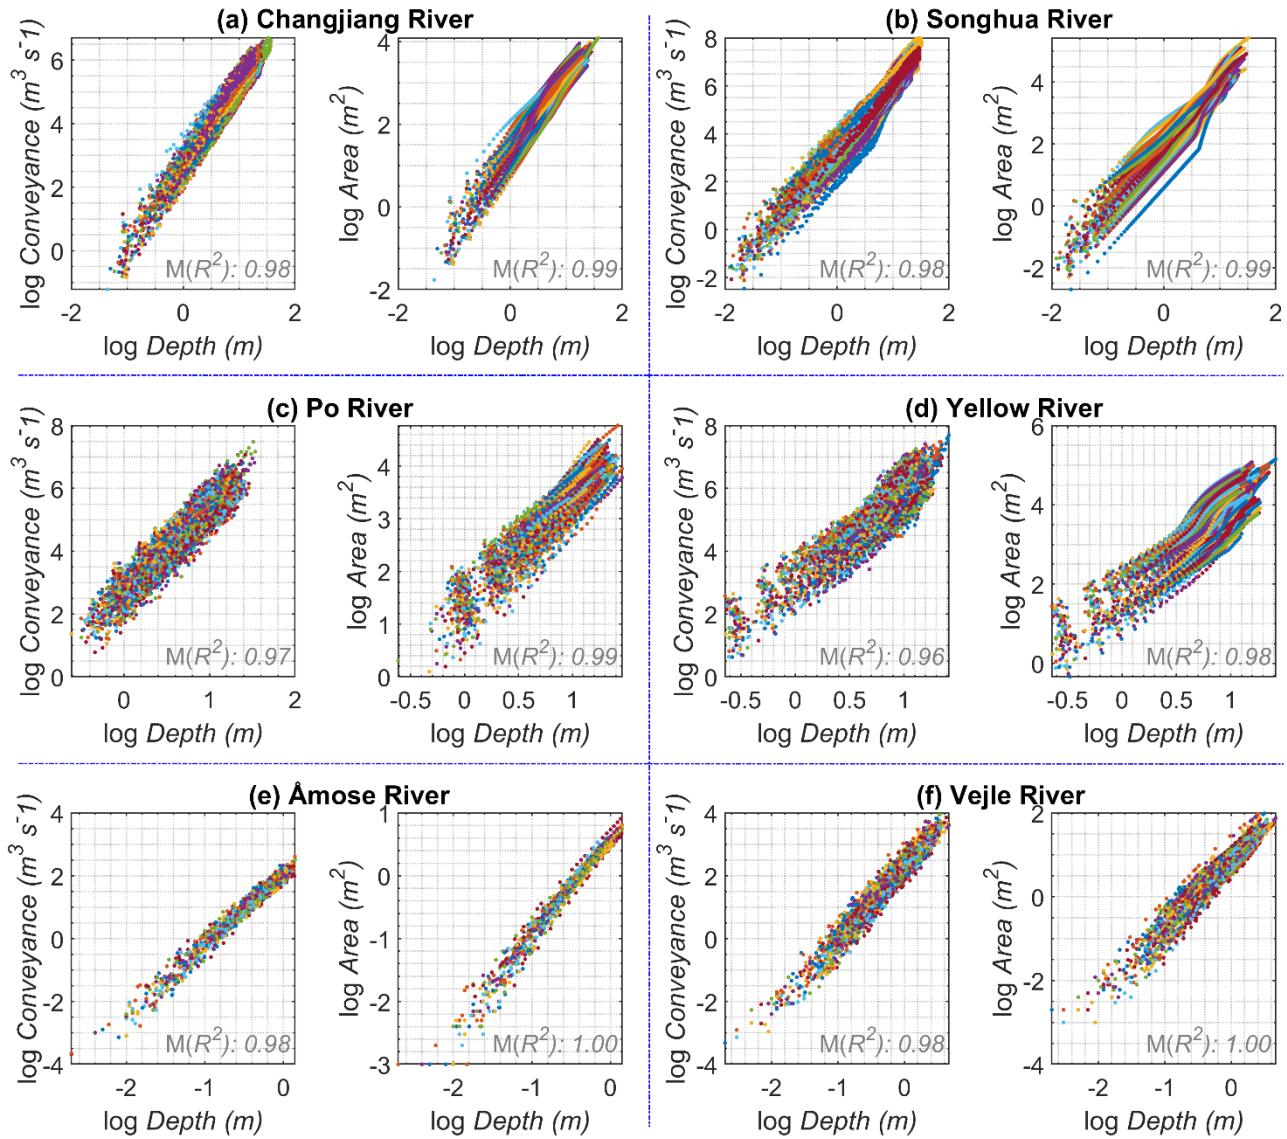 (a) Changjiang River
log Conveyance (m³ s⁻1)
6
4
2
0
-2
0
2
log Depth (m)
M(R²): 0.98
log Area (m²)
4
2
0
-2
-2
0
2
log Depth (m)
M(R²): 0.99
(b) Songhua River
log Conveyance (m³ s⁻1)
8
6
4
2
0
-2
-2
0
2
log Depth (m)
M(R²): 0.98
log Area (m²)
4
2
0
-2
-2
0
2
log Depth (m)
M(R²): 0.99
(c) Po River
log Conveyance (m³ s⁻1)
8
6
4
2
0
0
1
2
log Depth (m)
M(R²): 0.97
log Area (m²)
4
3
2
1
0
-0.5
0
0.5
1
log Depth (m)
M(R²): 0.99
(d) Yellow River
log Conveyance (m³ s⁻1)
8
6
4
2
0
-0.5
0
0.5
1
log Depth (m)
M(R²): 0.96
log Area (m²)
6
4
2
0
-0.5
0
0.5
1
log Depth (m)
M(R²): 0.98
(e) Åmose River
log Conveyance (m³ s⁻1)
4
2
0
-2
-4
-2
-1
0
log Depth (m)
M(R²): 0.98
log Area (m²)
1
0
-1
-2
-3
-2
-1
0
log Depth (m)
M(R²): 1.00
(f) Vejle River
log Conveyance (m³ s⁻1)
4
2
0
-2
-4
-2
-1
0
log Depth (m)
M(R²): 0.98
log Area (m²)
2
0
-2
-4
-2
-1
0
log Depth (m)
M(R²): 1.00